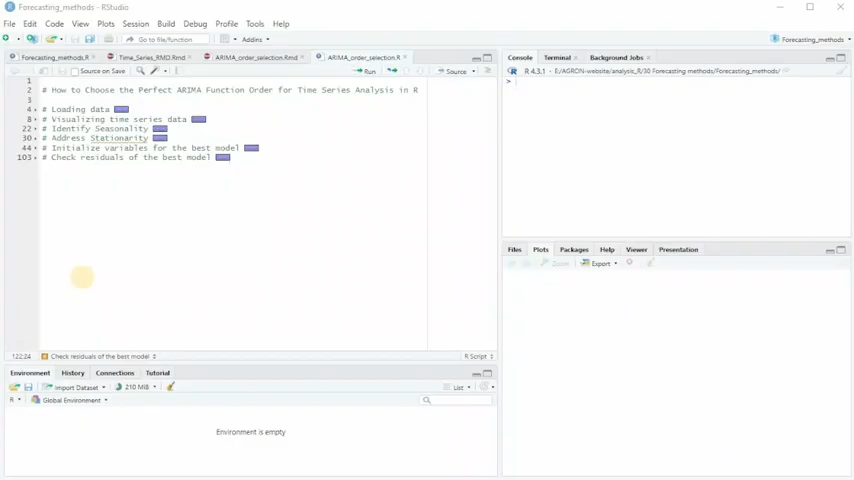 Forecasting_methods - RStudio
File Edit Code View Plots Session Build Debug Profile Tools Help
Go to file/function Addins Forecasting_methods
Forecasting_methods.R Time_Series_RMD.Rmd ARIMA_order_selection.Rmd ARIMA_order_selection.R
Source on Save Run Source
1
2 # How to Choose the Perfect ARIMA Function Order for Time Series Analysis in R
3
4 # Loading data
8 # Visualizing time series data
22 # Identify Seasonality
30 # Address Stationarity
44 # Initialize variables for the best model
103 # Check residuals of the best model
122:24 Check residuals of the best model R Script
Environment History Connections Tutorial
Import Dataset 210 MiB List
R Global Environment
Environment is empty
Console Terminal Background Jobs
R 4.3.1 · E:/AGRON-website/analysis_R/30 Forecasting methods/Forecasting_methods/
>
Files Plots Packages Help Viewer Presentation
Zoom Export